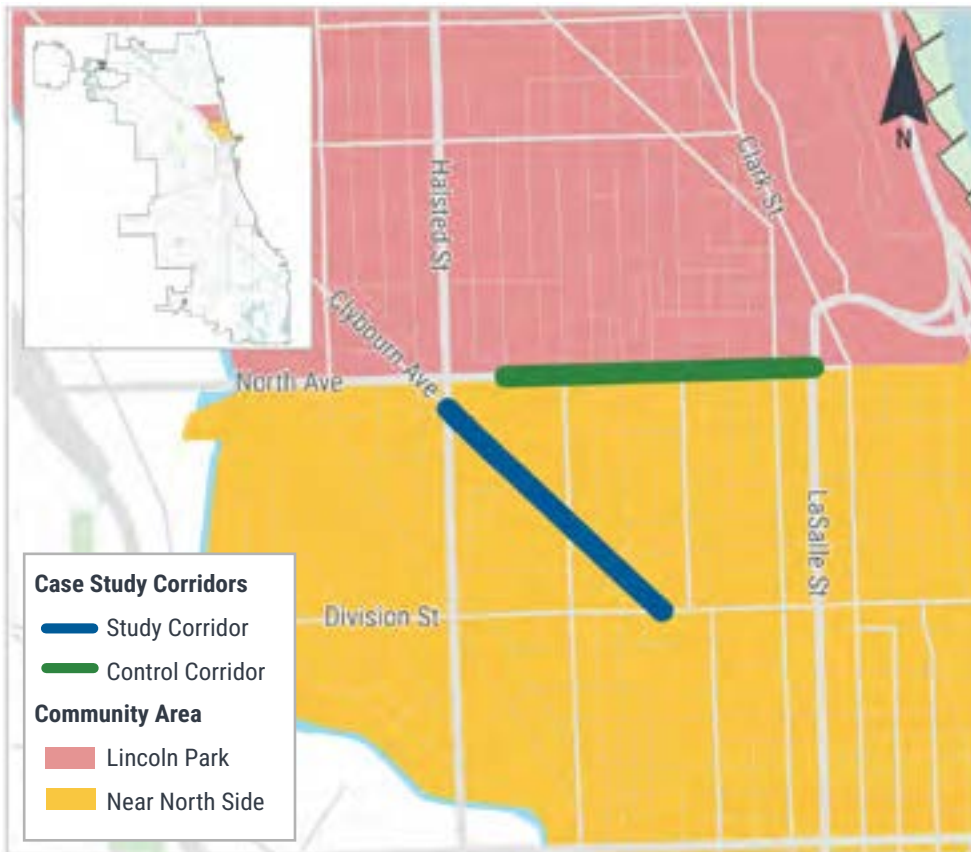 N
Halsted St
Clark St
Clybourn Ave
North Ave
LaSalle St
Division St
Case Study Corridors
Study Corridor
Control Corridor
Community Area
Lincoln Park
Near North Side